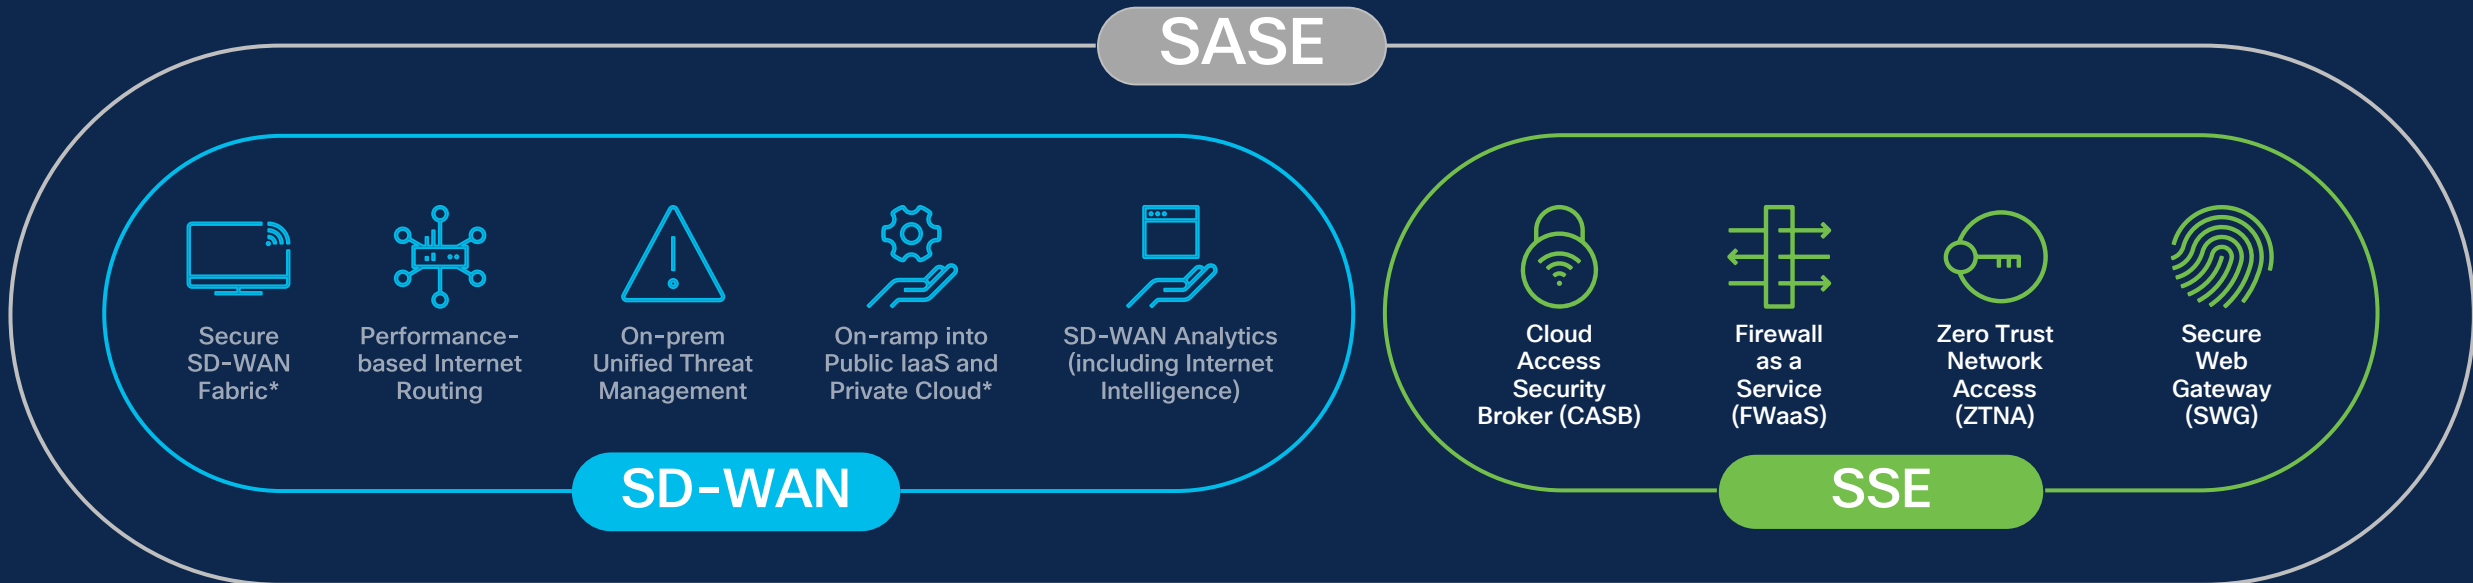 SASE
Secure
SD-WAN
Fabric*
Performance-
based Internet
Routing
On-prem
Unified Threat
Management
On-ramp into
Public IaaS and
Private Cloud*
SD-WAN Analytics
(including Internet
Intelligence)
SD-WAN
Cloud
Access
Security
Broker (CASB)
Firewall
as a
Service
(FWaaS)
Zero Trust
Network
Access
(ZTNA)
Secure
Web
Gateway
(SWG)
SSE